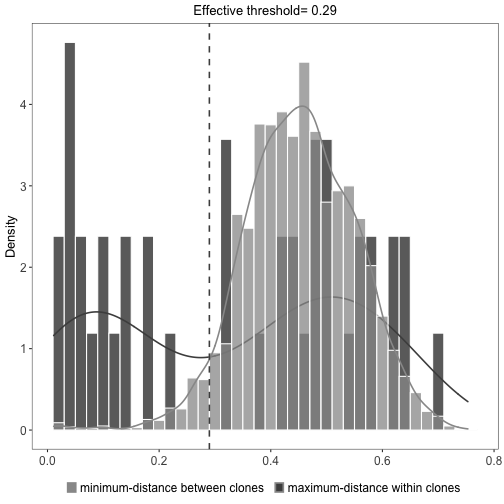 Effective threshold= 0.29
Density
4
3
2
1
0
0.0 0.2 0.4 0.6 0.8
minimum-distance between clones maximum-distance within clones